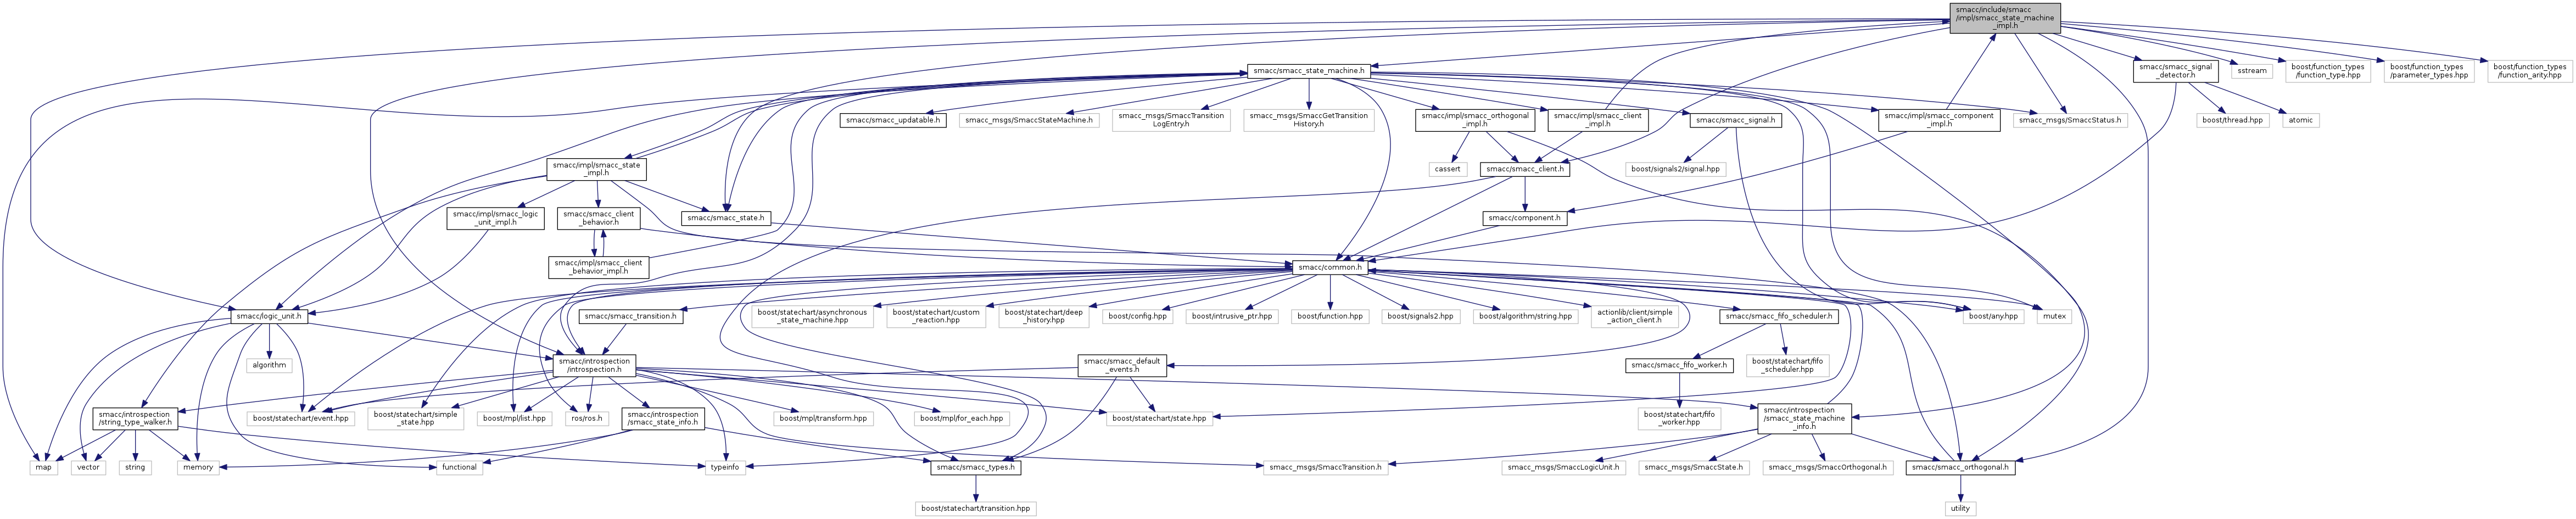 smacc/include/smacc
/impl/smacc_state_machine
_impl.h
smacc/smacc_state_machine.h
smacc/smacc_signal
_detector.h
sstream
boost/function_types
/function_type.hpp
boost/function_types
/parameter_types.hpp
boost/function_types
/function_arity.hpp
smacc/smacc_updatable.h
smacc_msgs/SmaccStateMachine.h
smacc_msgs/SmaccTransition
LogEntry.h
smacc_msgs/SmaccGetTransition
History.h
smacc/impl/smacc_orthogonal
_impl.h
smacc/impl/smacc_client
_impl.h
smacc/smacc_signal.h
smacc/impl/smacc_component
_impl.h
smacc_msgs/SmaccStatus.h
boost/thread.hpp
atomic
smacc/impl/smacc_state
_impl.h
cassert
smacc/smacc_client.h
boost/signals2/signal.hpp
smacc/impl/smacc_logic
_unit_impl.h
smacc/smacc_client
_behavior.h
smacc/smacc_state.h
smacc/component.h
smacc/impl/smacc_client
_behavior_impl.h
smacc/common.h
smacc/logic_unit.h
smacc/smacc_transition.h
boost/statechart/asynchronous
_state_machine.hpp
boost/statechart/custom
_reaction.hpp
boost/statechart/deep
_history.hpp
boost/config.hpp
boost/intrusive_ptr.hpp
boost/function.hpp
boost/signals2.hpp
boost/algorithm/string.hpp
actionlib/client/simple
_action_client.h
smacc/smacc_fifo_scheduler.h
boost/any.hpp
mutex
algorithm
smacc/introspection
/introspection.h
smacc/smacc_default
_events.h
smacc/smacc_fifo_worker.h
boost/statechart/fifo
_scheduler.hpp
smacc/introspection
/string_type_walker.h
boost/statechart/event.hpp
boost/statechart/simple
_state.hpp
boost/mpl/list.hpp
ros/ros.h
smacc/introspection
/smacc_state_info.h
boost/mpl/transform.hpp
boost/mpl/for_each.hpp
boost/statechart/state.hpp
boost/statechart/fifo
_worker.hpp
smacc/introspection
/smacc_state_machine
_info.h
map
vector
string
memory
functional
typeinfo
smacc/smacc_types.h
smacc_msgs/SmaccTransition.h
smacc_msgs/SmaccLogicUnit.h
smacc_msgs/SmaccState.h
smacc_msgs/SmaccOrthogonal.h
smacc/smacc_orthogonal.h
boost/statechart/transition.hpp
utility